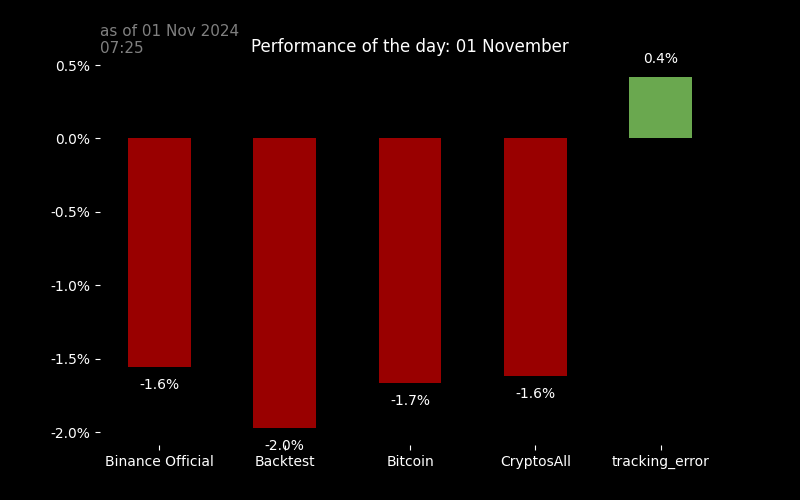 as of 01 Nov 2024
07:25
Performance of the day: 01 November
0.5%
0.0%
-0.5%
-1.0%
-1.5%
-2.0%
0.4%
-1.6%
-2.0%
-1.7%
-1.6%
Binance Official
Backtest
Bitcoin
CryptosAll
tracking_error